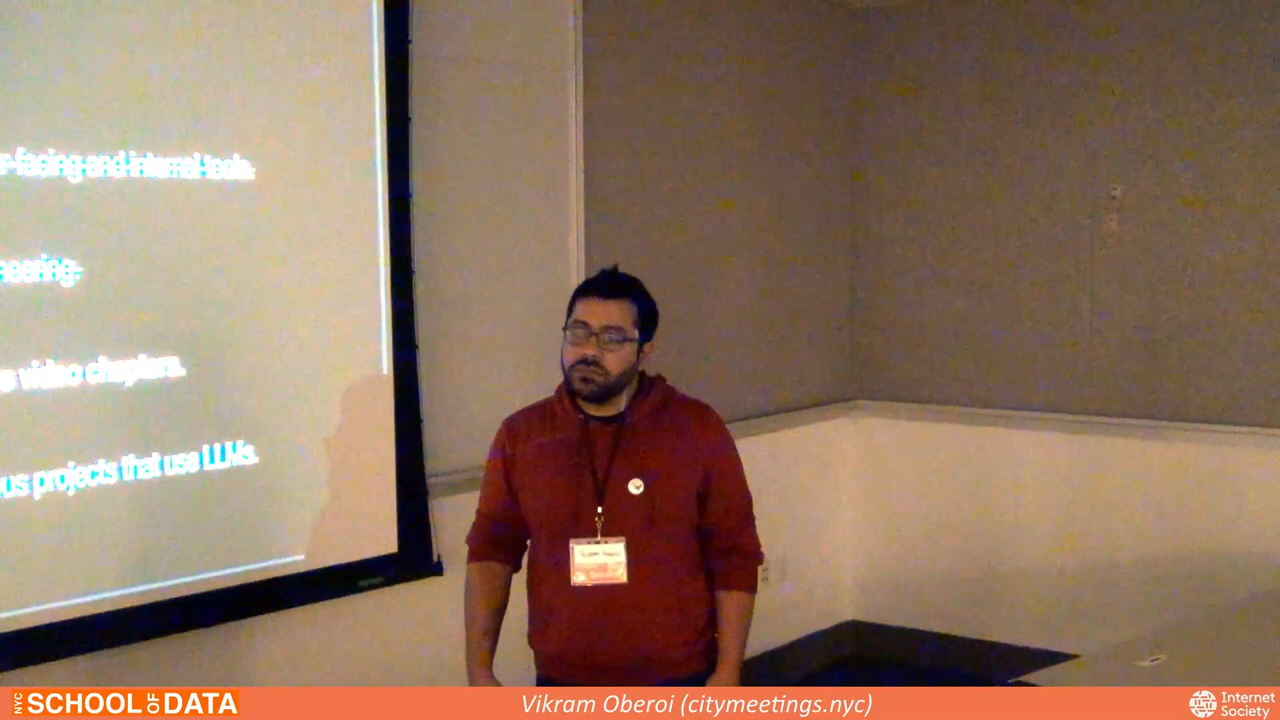 r-facing and internal tools.
neering.
e video chapters.
us projects that use LLMs.
NYC SCHOOL OF DATA
Vikram Oberoi (citymeetings.nyc)
Internet
Society